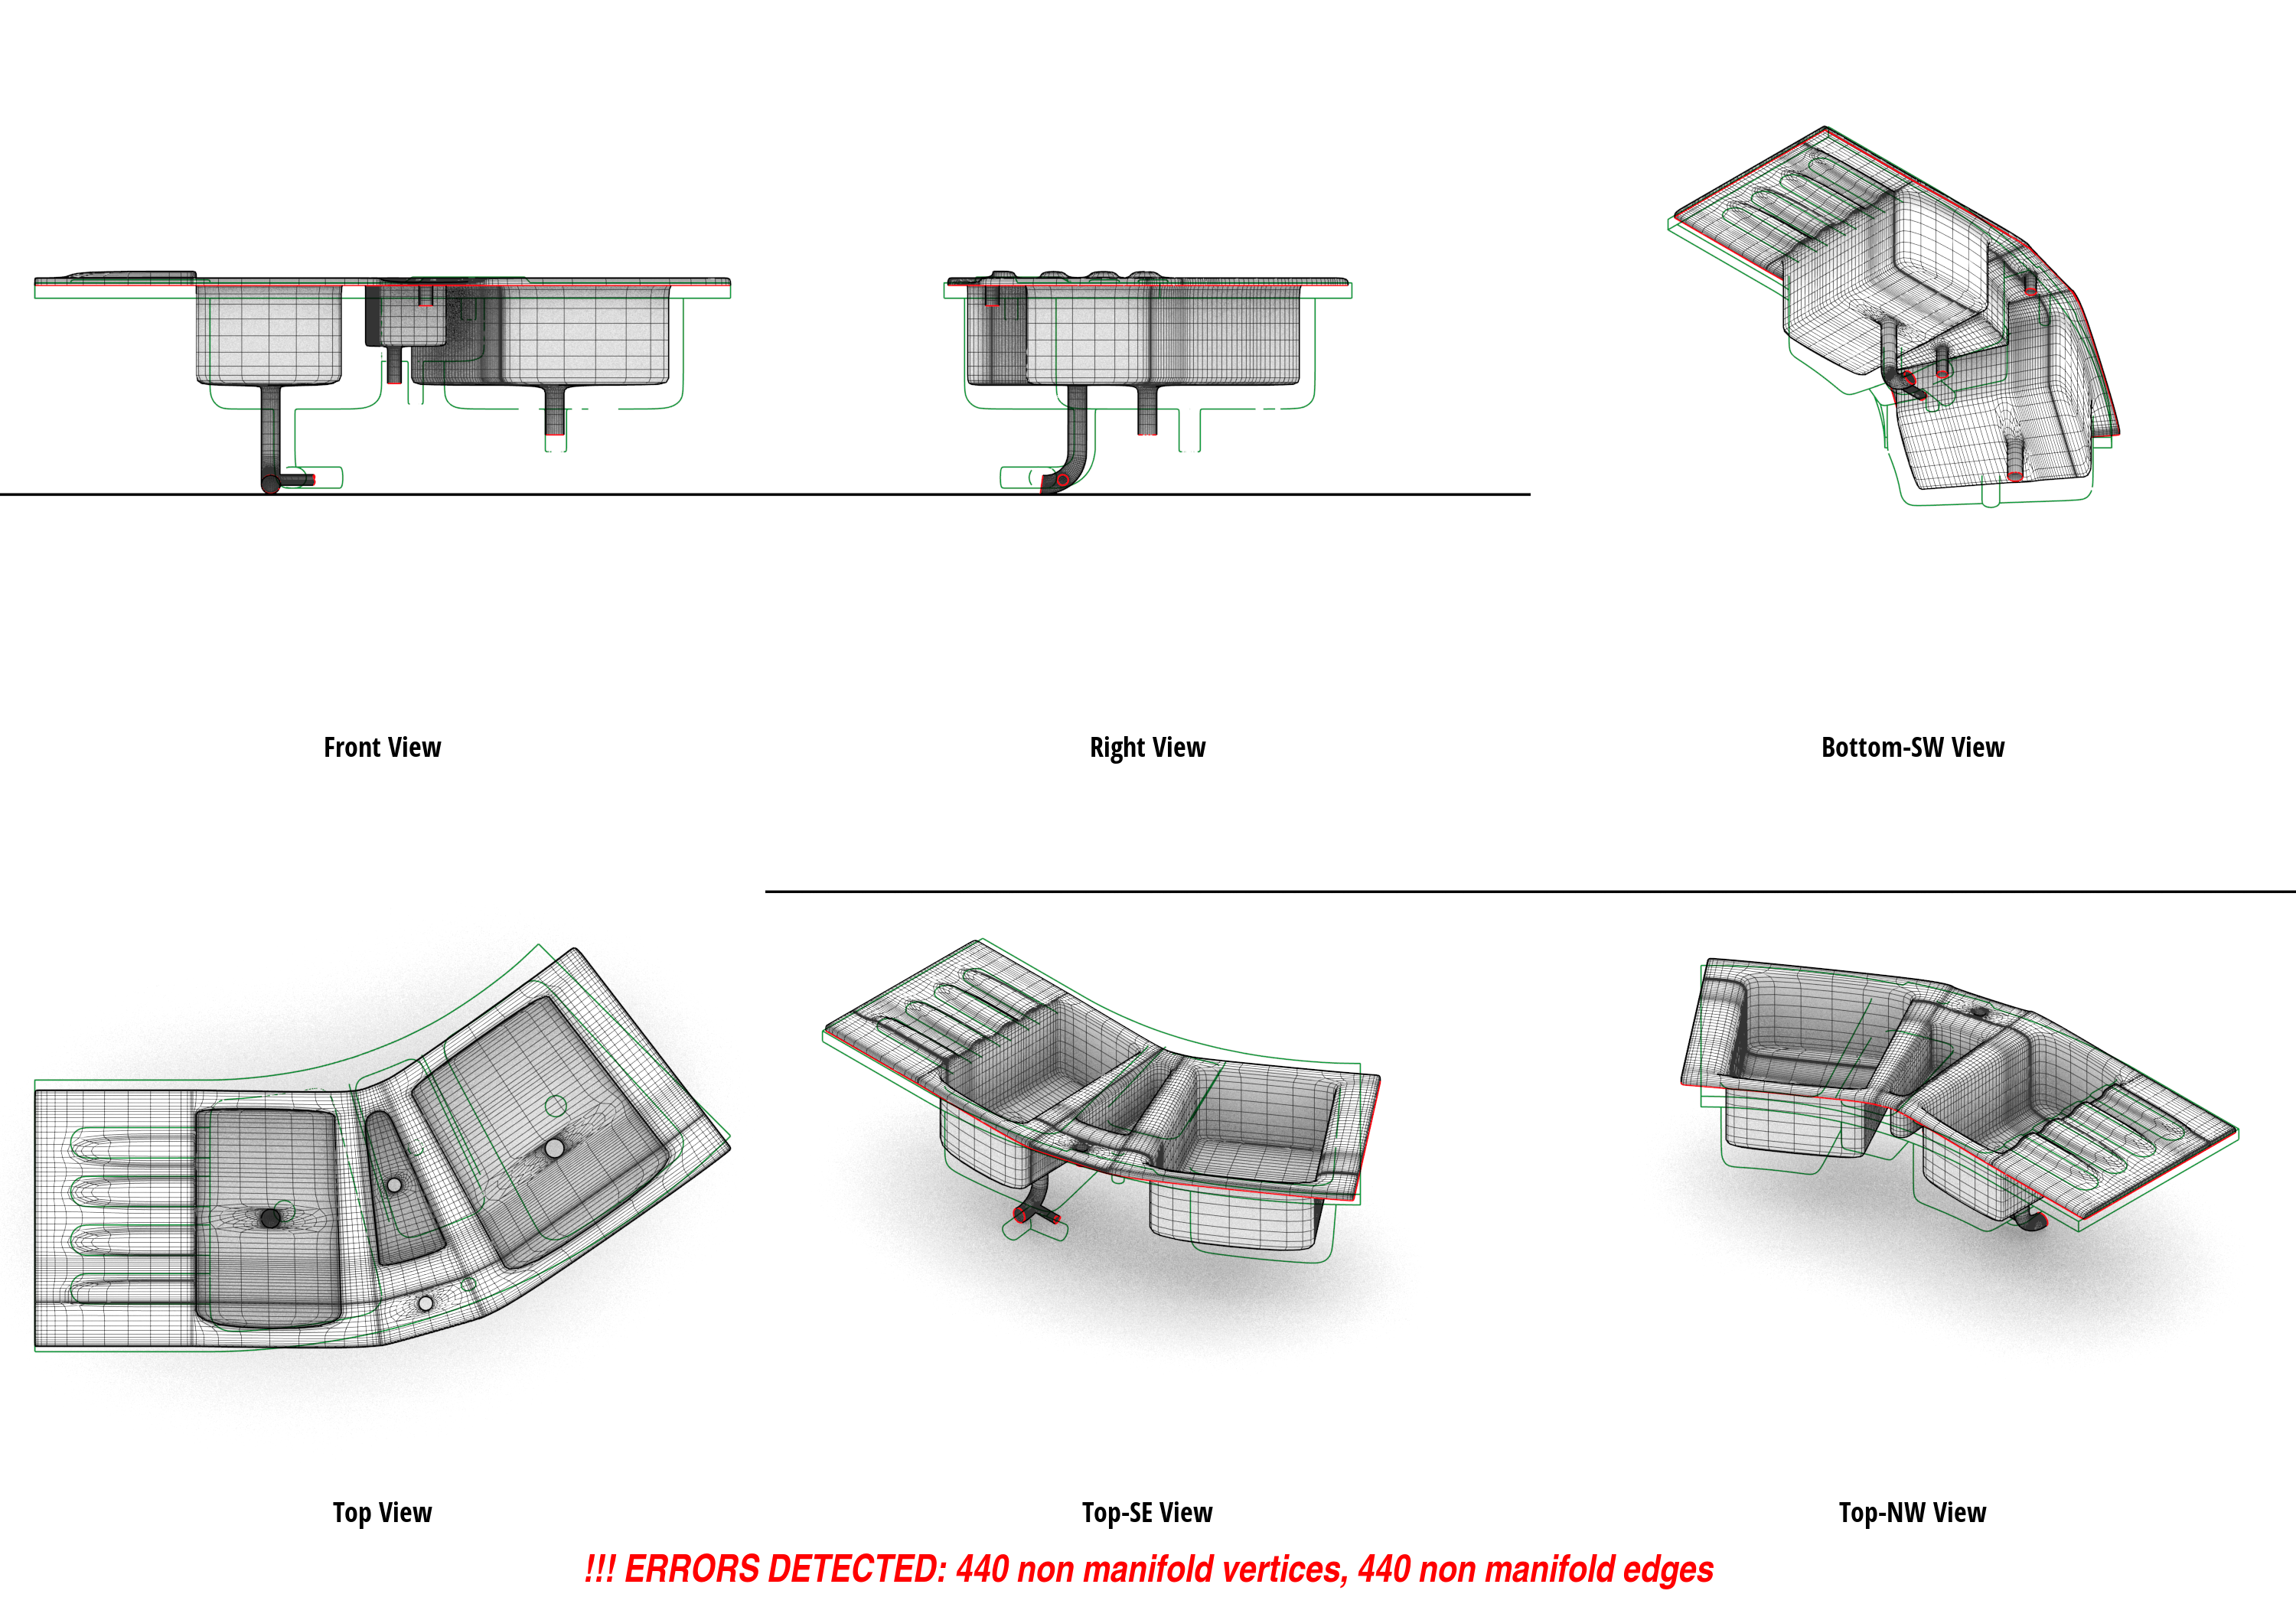 Front View
Right View
Bottom-SW View
Top View
Top-SE View
Top-NW View
!!! ERRORS DETECTED: 440 non manifold vertices, 440 non manifold edges